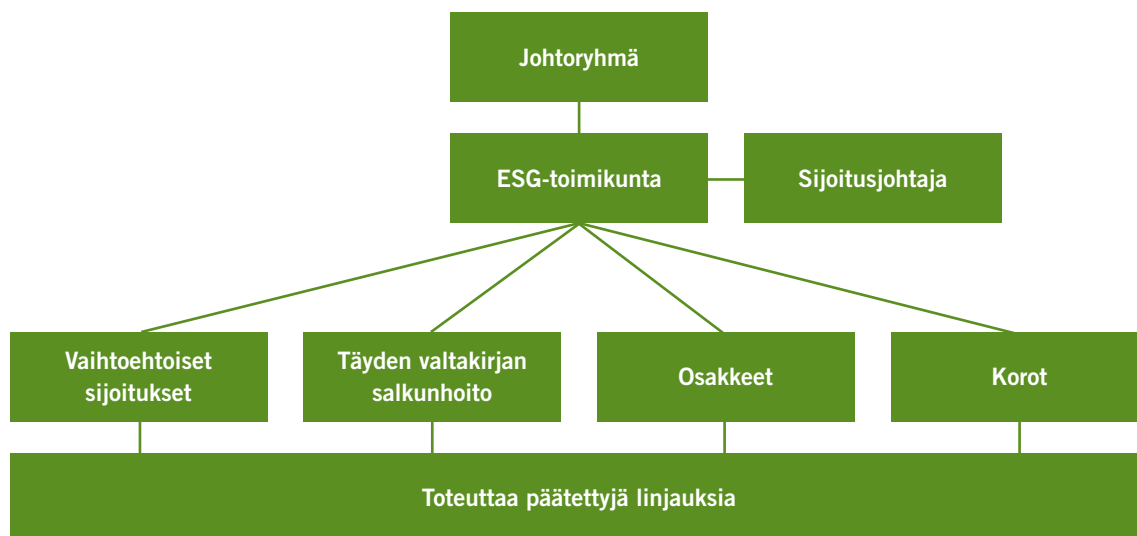 Johtoryhmä
ESG-toimikunta
Sijoitusjohtaja
Vaihtoehtoiset
sijoitukset
Täyden valtakirjan
salkunhoito
Osakkeet
Korot
Toteuttaa päätettyjä linjauksia